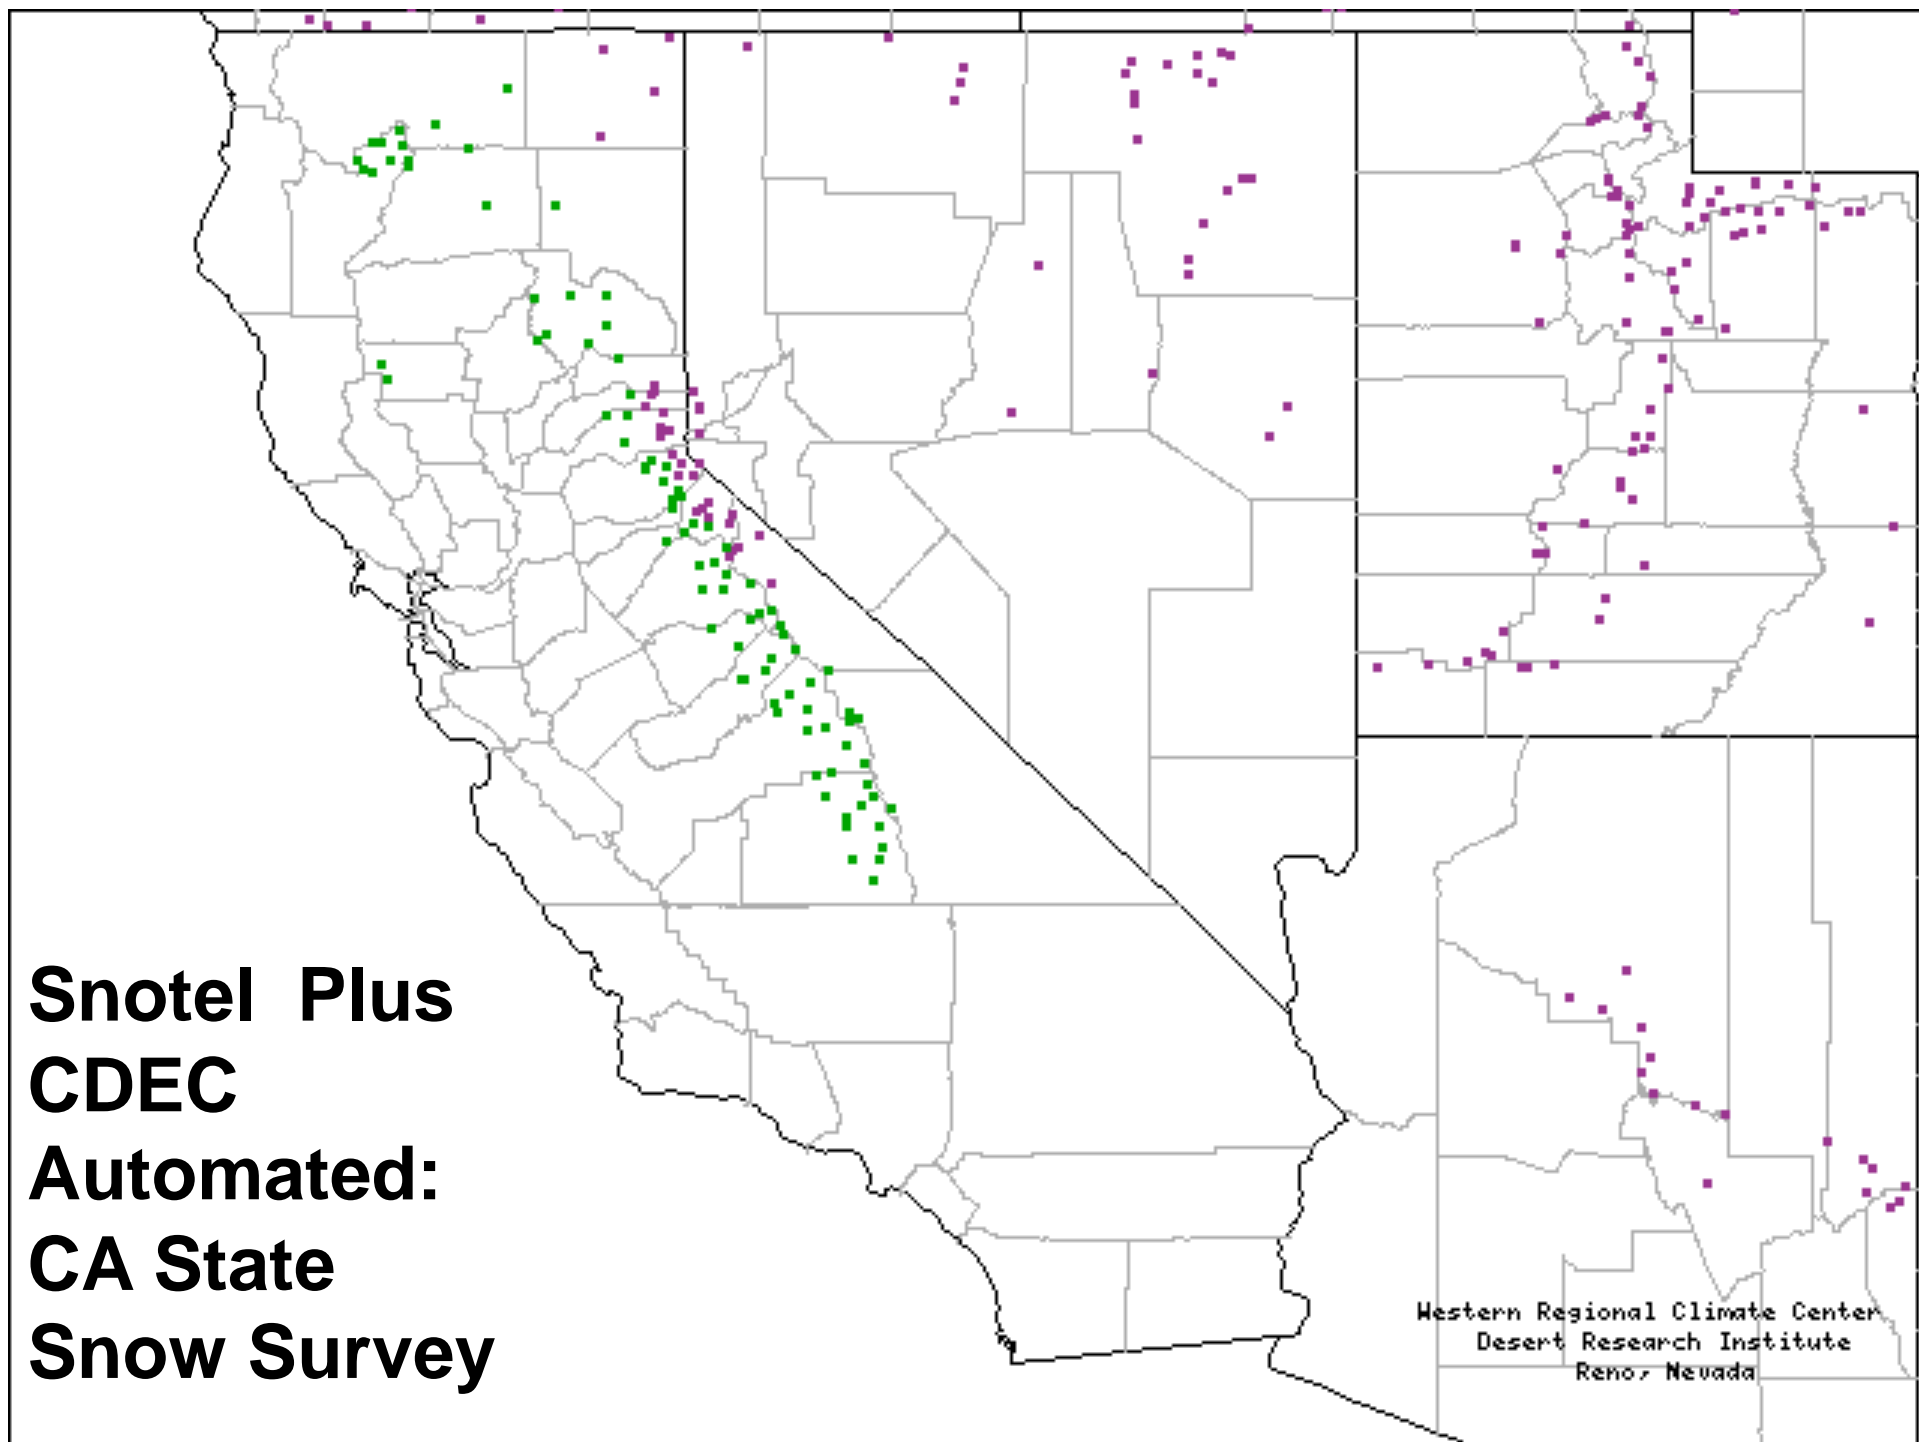 Snotel Plus
CDEC
Automated:
CA State
Snow Survey
Western Regional Climate Center
Desert Research Institute
Reno, Nevada